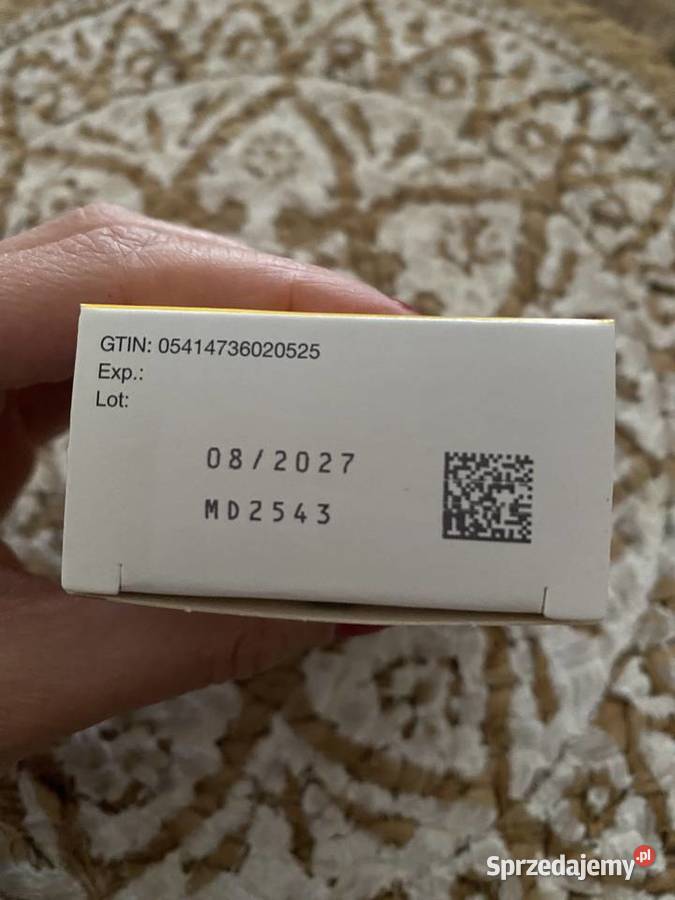 GTIN: 05414736020525
Exp.:
Lot:
08/2027
MD2543
Sprzedajemy.pl